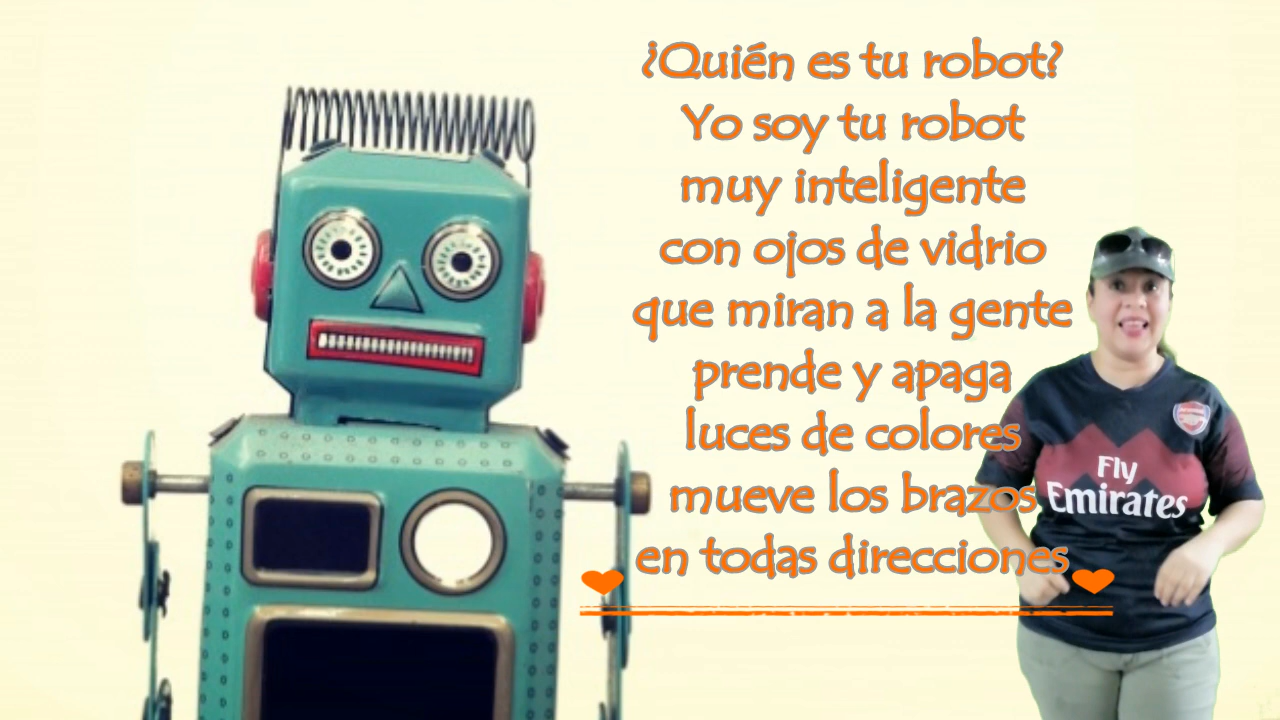 ¿Quién es tu robot?
Yo soy tu robot
muy inteligente
con ojos de vidrio
que miran a la gente
prende y apaga
luces de colores
mueve los brazos
en todas direcciones
Fly
Emirates